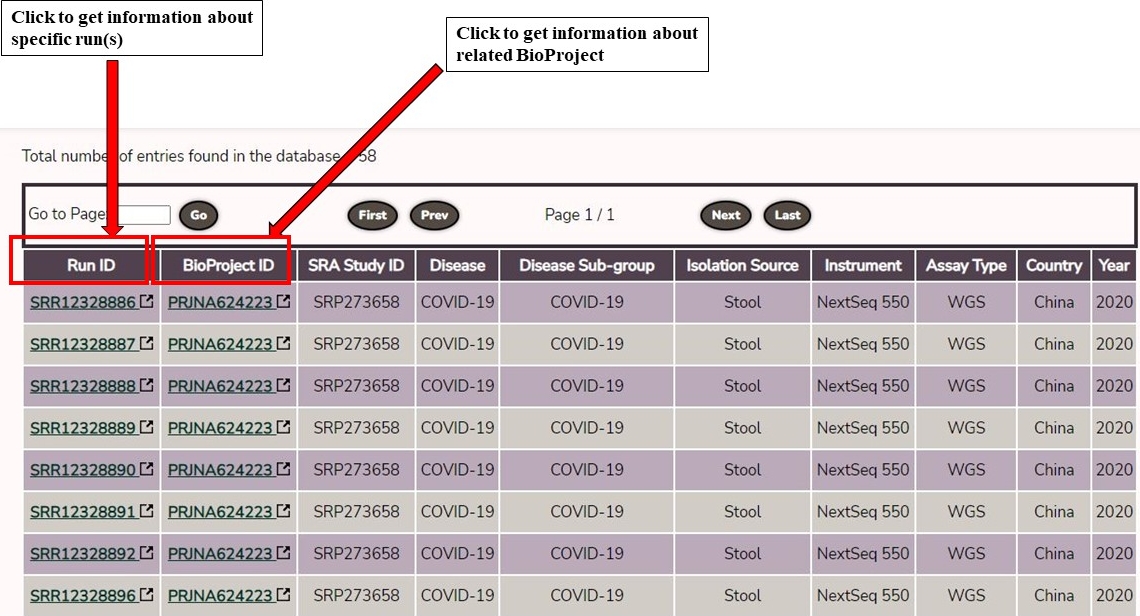 Click to get information about
specific run(s)
Click to get information about
related BioProject
Total number of entries found in the database 58
Go to Page: Go First Prev Page 1 / 1 Next Last
Run ID BioProject ID SRA Study ID Disease Disease Sub-group Isolation Source Instrument Assay Type Country Year
SRR12328886 PRJNA624223 SRP273658 COVID-19 COVID-19 Stool NextSeq 550 WGS China 2020
SRR12328887 PRJNA624223 SRP273658 COVID-19 COVID-19 Stool NextSeq 550 WGS China 2020
SRR12328888 PRJNA624223 SRP273658 COVID-19 COVID-19 Stool NextSeq 550 WGS China 2020
SRR12328889 PRJNA624223 SRP273658 COVID-19 COVID-19 Stool NextSeq 550 WGS China 2020
SRR12328890 PRJNA624223 SRP273658 COVID-19 COVID-19 Stool NextSeq 550 WGS China 2020
SRR12328891 PRJNA624223 SRP273658 COVID-19 COVID-19 Stool NextSeq 550 WGS China 2020
SRR12328892 PRJNA624223 SRP273658 COVID-19 COVID-19 Stool NextSeq 550 WGS China 2020
SRR12328896 PRJNA624223 SRP273658 COVID-19 COVID-19 Stool NextSeq 550 WGS China 2020